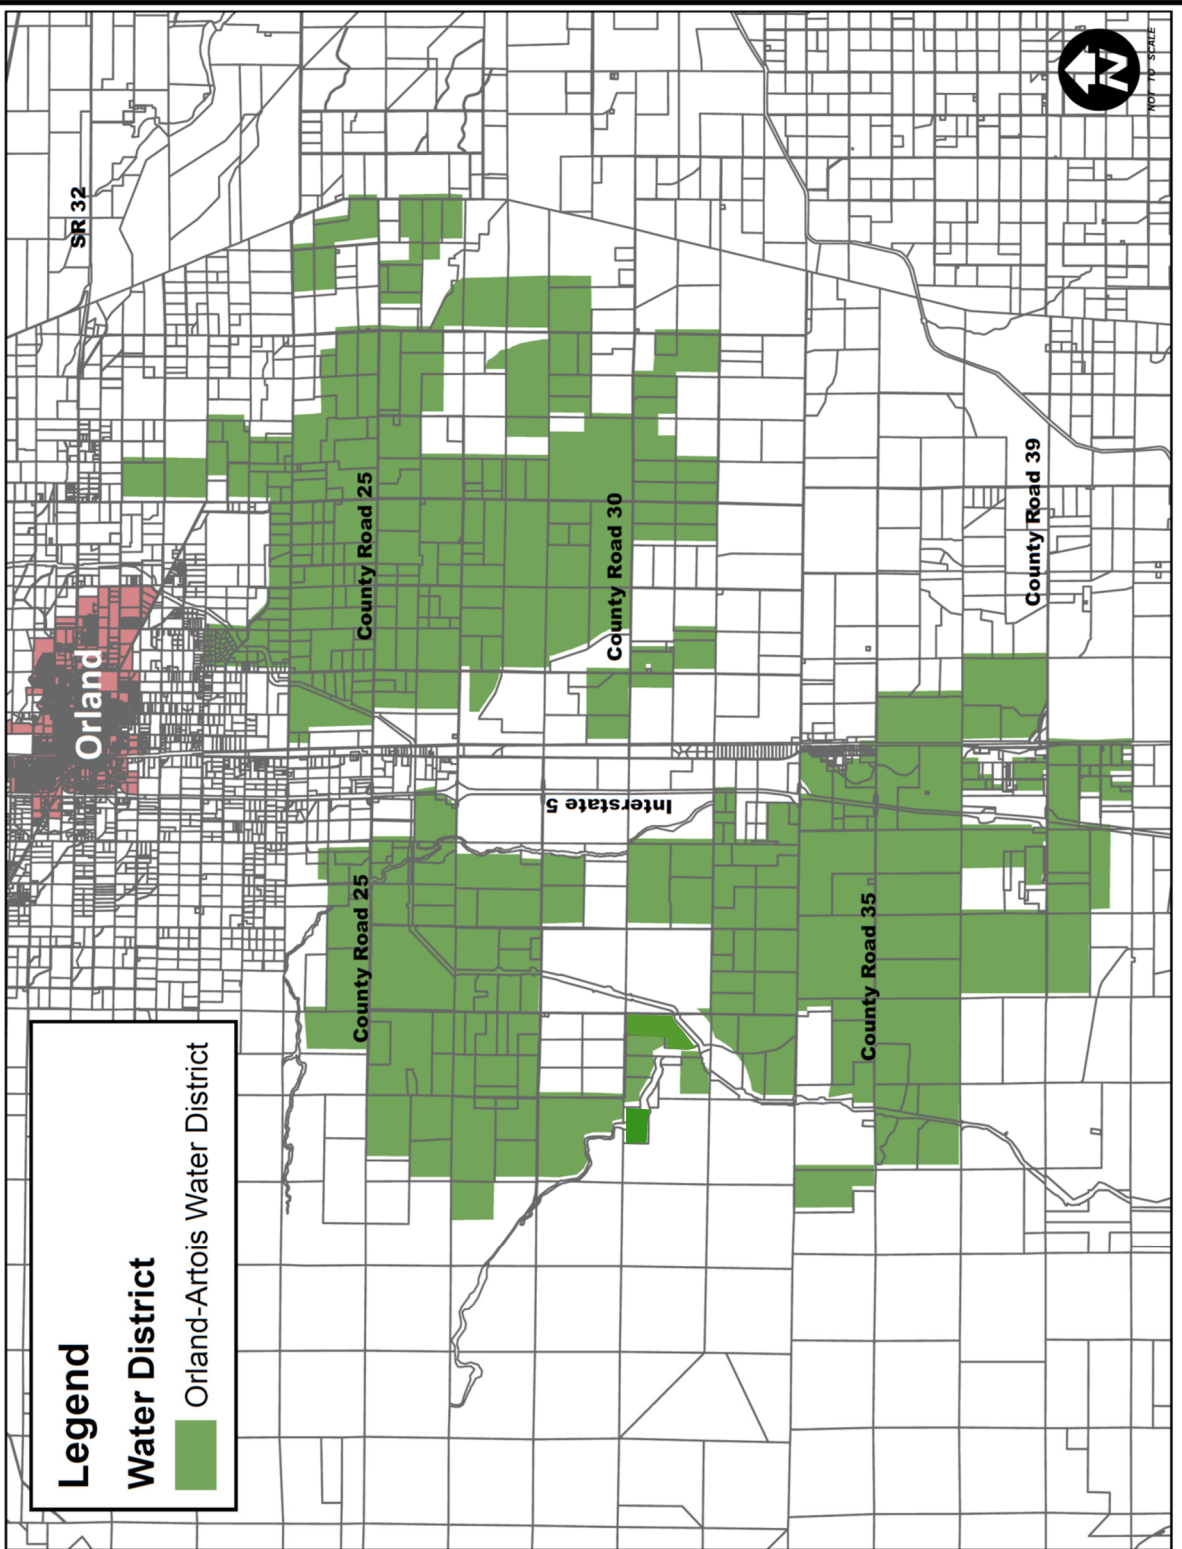 Legend
Water District
Orland-Artois Water District
Orland
SR 32
County Road 25
County Road 25
Interstate 5
County Road 30
County Road 35
County Road 39
N
NOT TO SCALE